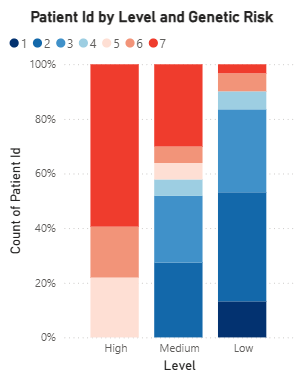 Patient Id by Level and Genetic Risk
1 2 3 4 5 6 7
100%
80%
60%
40%
20%
0%
Count of Patient Id
High Medium Low
Level